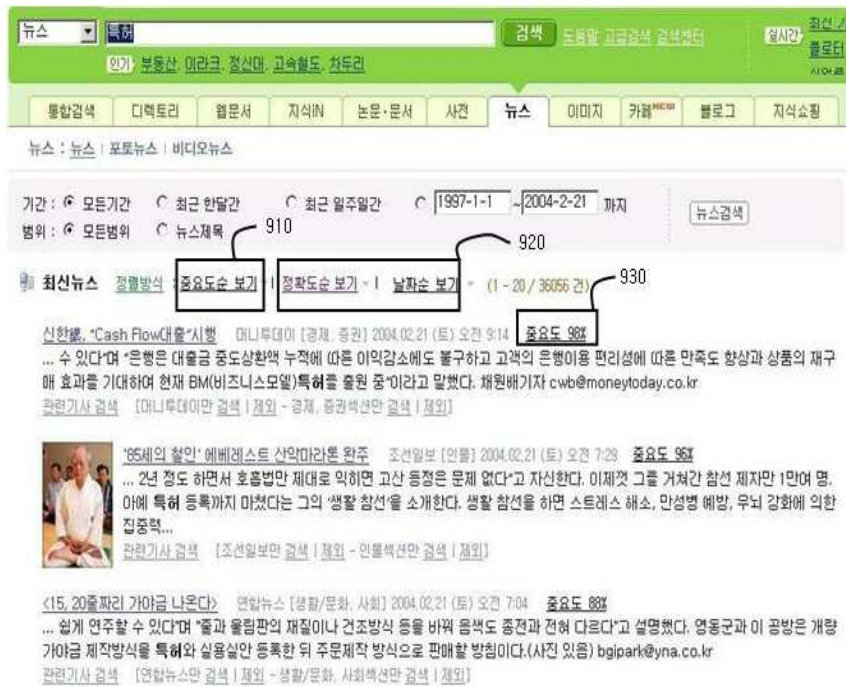 뉴스 특허 검색 도움말 고급검색 검색센터 실시간 최신
인기 부동산, 이라크, 정신대, 고속철도, 차두리 플로터
통합검색 디렉토리 웹문서 지식iN 논문·문서 사전 뉴스 이미지 카페NEW 블로그 지식쇼핑
뉴스 : 뉴스 | 포토뉴스 | 비디오뉴스
기간 : 모든기간 최근 한달간 최근 일주일간 1997-1-1 ~ 2004-2-21 까지 뉴스검색
범위 : 모든범위 뉴스제목 910
920
최신뉴스 정렬방식 : 중요도순 보기 | 정확도순 보기 | 날짜순 보기 (1 - 20 / 36056 건) 930
신한銀, "Cash Flow대출"시행 머니투데이 [경제, 증권] 2004.02.21 (토) 오전 9:14 중요도 98%
... 수 있다"며 "은행은 대출금 중도상환액 누적에 따른 이익감소에도 불구하고 고객의 은행이용 편리성에 따른 만족도 향상과 상품의 재구
매 효과를 기대하여 현재 BM(비즈니스모델)특허를 출원 중"이라고 말했다. 채원배기자 cwb@moneytoday.co.kr
관련기사 검색 [머니투데이만 검색 | 제외 - 경제, 증권섹션만 검색 | 제외]
'85세의 철인' 에베레스트 산악마라톤 완주 조선일보 [인물] 2004.02.21 (토) 오전 7:28 중요도 96%
... 2년 정도 하면서 호흡법만 제대로 익히면 고산 등정은 문제 없다"고 자신한다. 이제껏 그를 거쳐간 참선 제자만 1만여 명.
아예 특허 등록까지 마쳤다는 그의 '생활 참선'을 소개한다. 생활 참선을 하면 스트레스 해소, 만성병 예방, 우뇌 강화에 의한
집중력...
관련기사 검색 [조선일보만 검색 | 제외 - 인물섹션만 검색 | 제외]
<15, 20줄짜리 가야금 나온다> 연합뉴스 [생활/문화, 사회] 2004.02.21 (토) 오전 7:04 중요도 88%
... 쉽게 연주할 수 있다"며 "줄과 울림판의 재질이나 건조방식 등을 바꿔 음색도 종전과 전혀 다르다"고 설명했다. 영동군과 이 공방은 개량
가야금 제작방식을 특허와 실용실안 등록한 뒤 주문제작 방식으로 판매할 방침이다.(사진 있음) bgipark@yna.co.kr
관련기사 검색 [연합뉴스만 검색 | 제외 - 생활/문화, 사회섹션만 검색 | 제외]